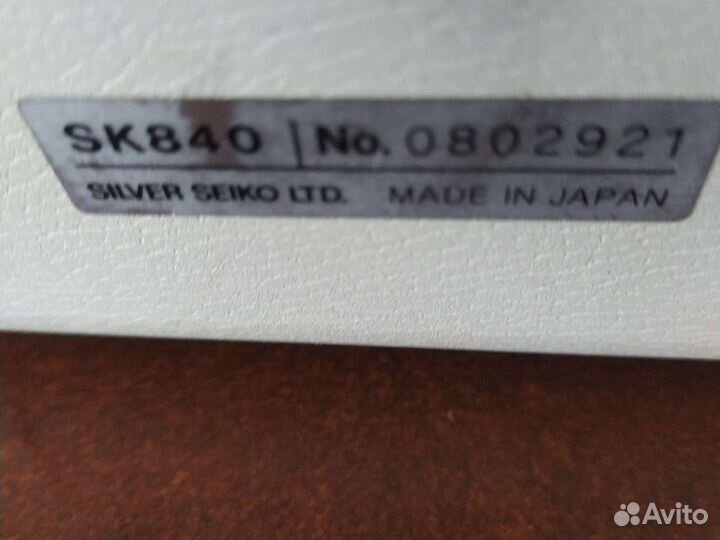 SK840 | No. 0802921
SILVER SEIKO LTD. MADE IN JAPAN
Avito